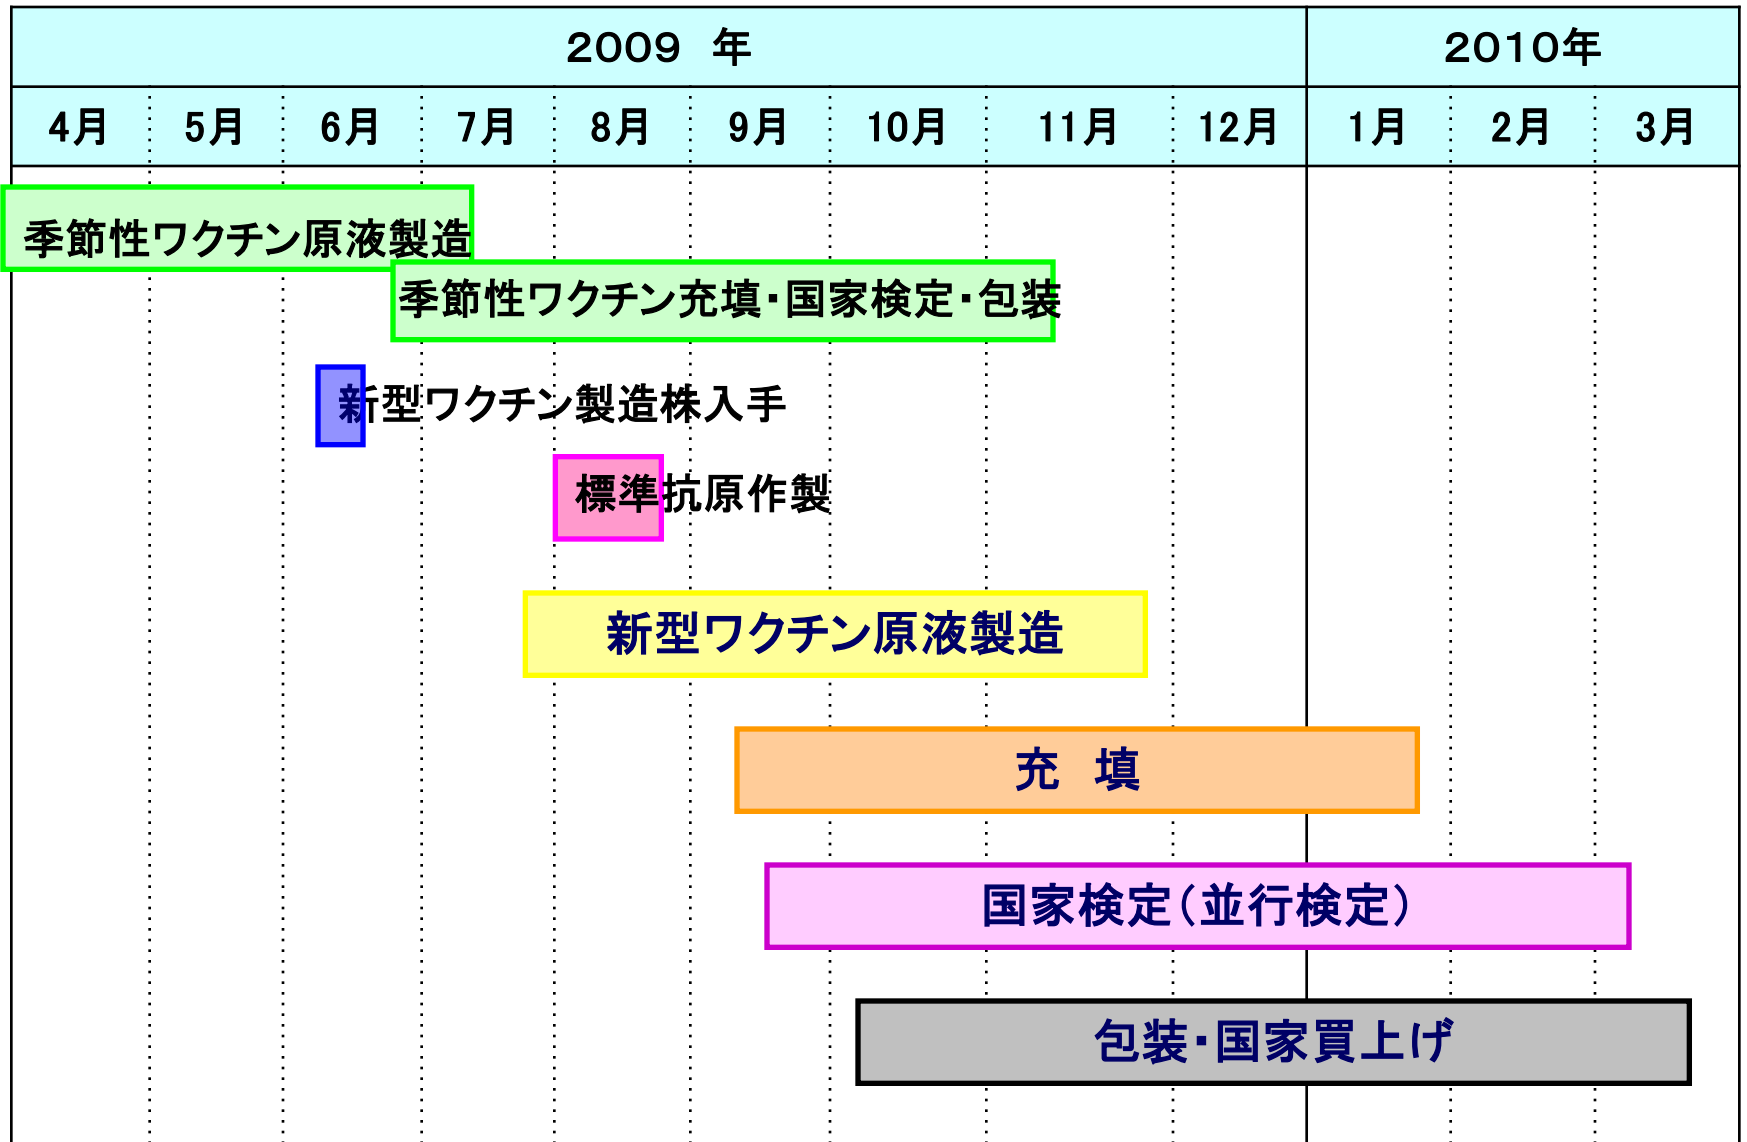 2009 年 2010年
4月 5月 6月 7月 8月 9月 10月 11月 12月 1月 2月 3月
季節性ワクチン原液製造
季節性ワクチン充填・国家検定・包装
新型ワクチン製造株入手
標準抗原作製
新型ワクチン原液製造
充 填
国家検定（並行検定）
包装・国家買上げ